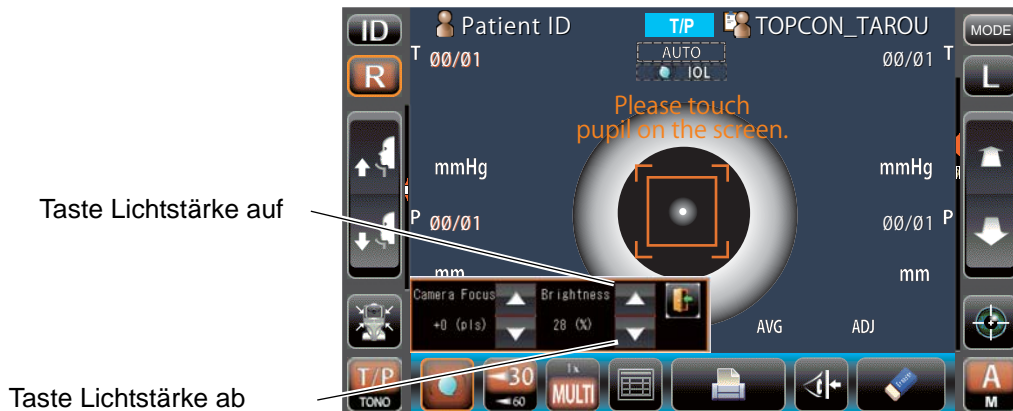 ID
Patient ID
T/P
TOPCON_TAROU
MODE
AUTO
IOL
T 00/01
00/01 T
R
L
Please touch
pupil on the screen.
mmHg
mmHg
Taste Lichtstärke auf
P 00/01
00/01 P
mm
mm
Camera Focus
Brightness
+0 (pls)
28 (%)
AVG
ADJ
T/P
TONO
30
60
1x
MULTI
A
M
Taste Lichtstärke ab